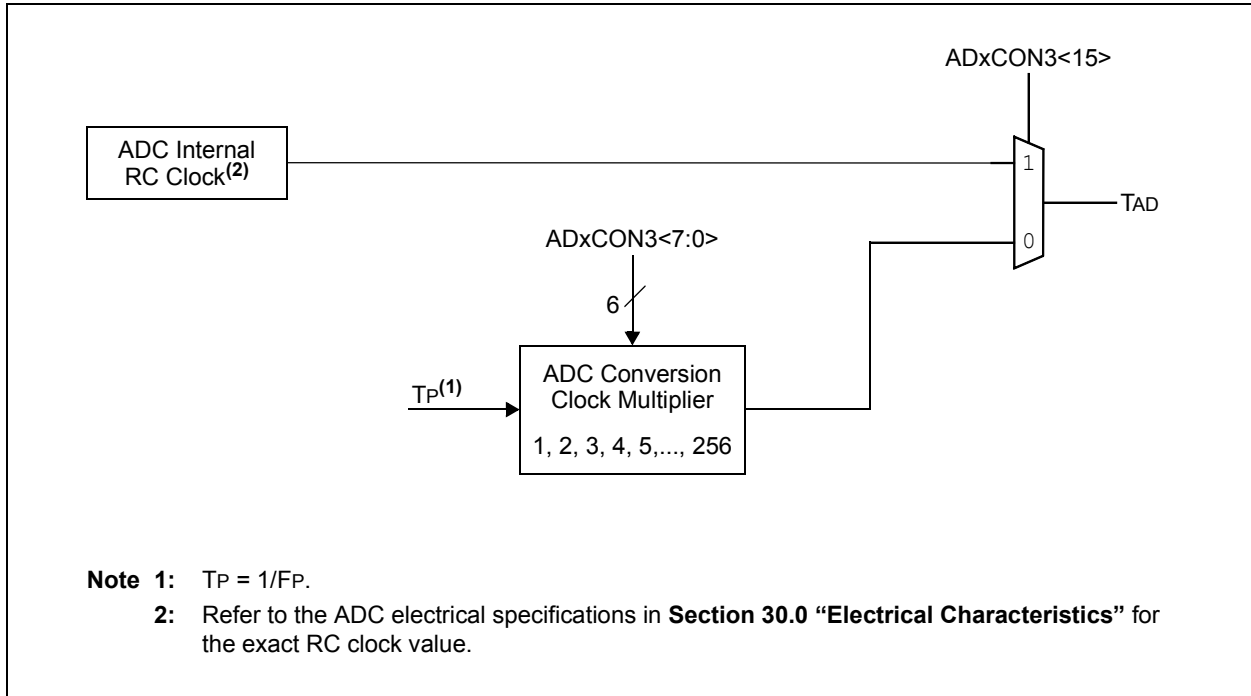 ADxCON3<15>
ADC Internal
RC Clock(2)
1
TAD
ADxCON3<7:0>
0
6
ADC Conversion
Clock Multiplier
TP(1)
1, 2, 3, 4, 5,..., 256
Note 1: TP = 1/FP.
2: Refer to the ADC electrical specifications in Section 30.0 “Electrical Characteristics” for
the exact RC clock value.